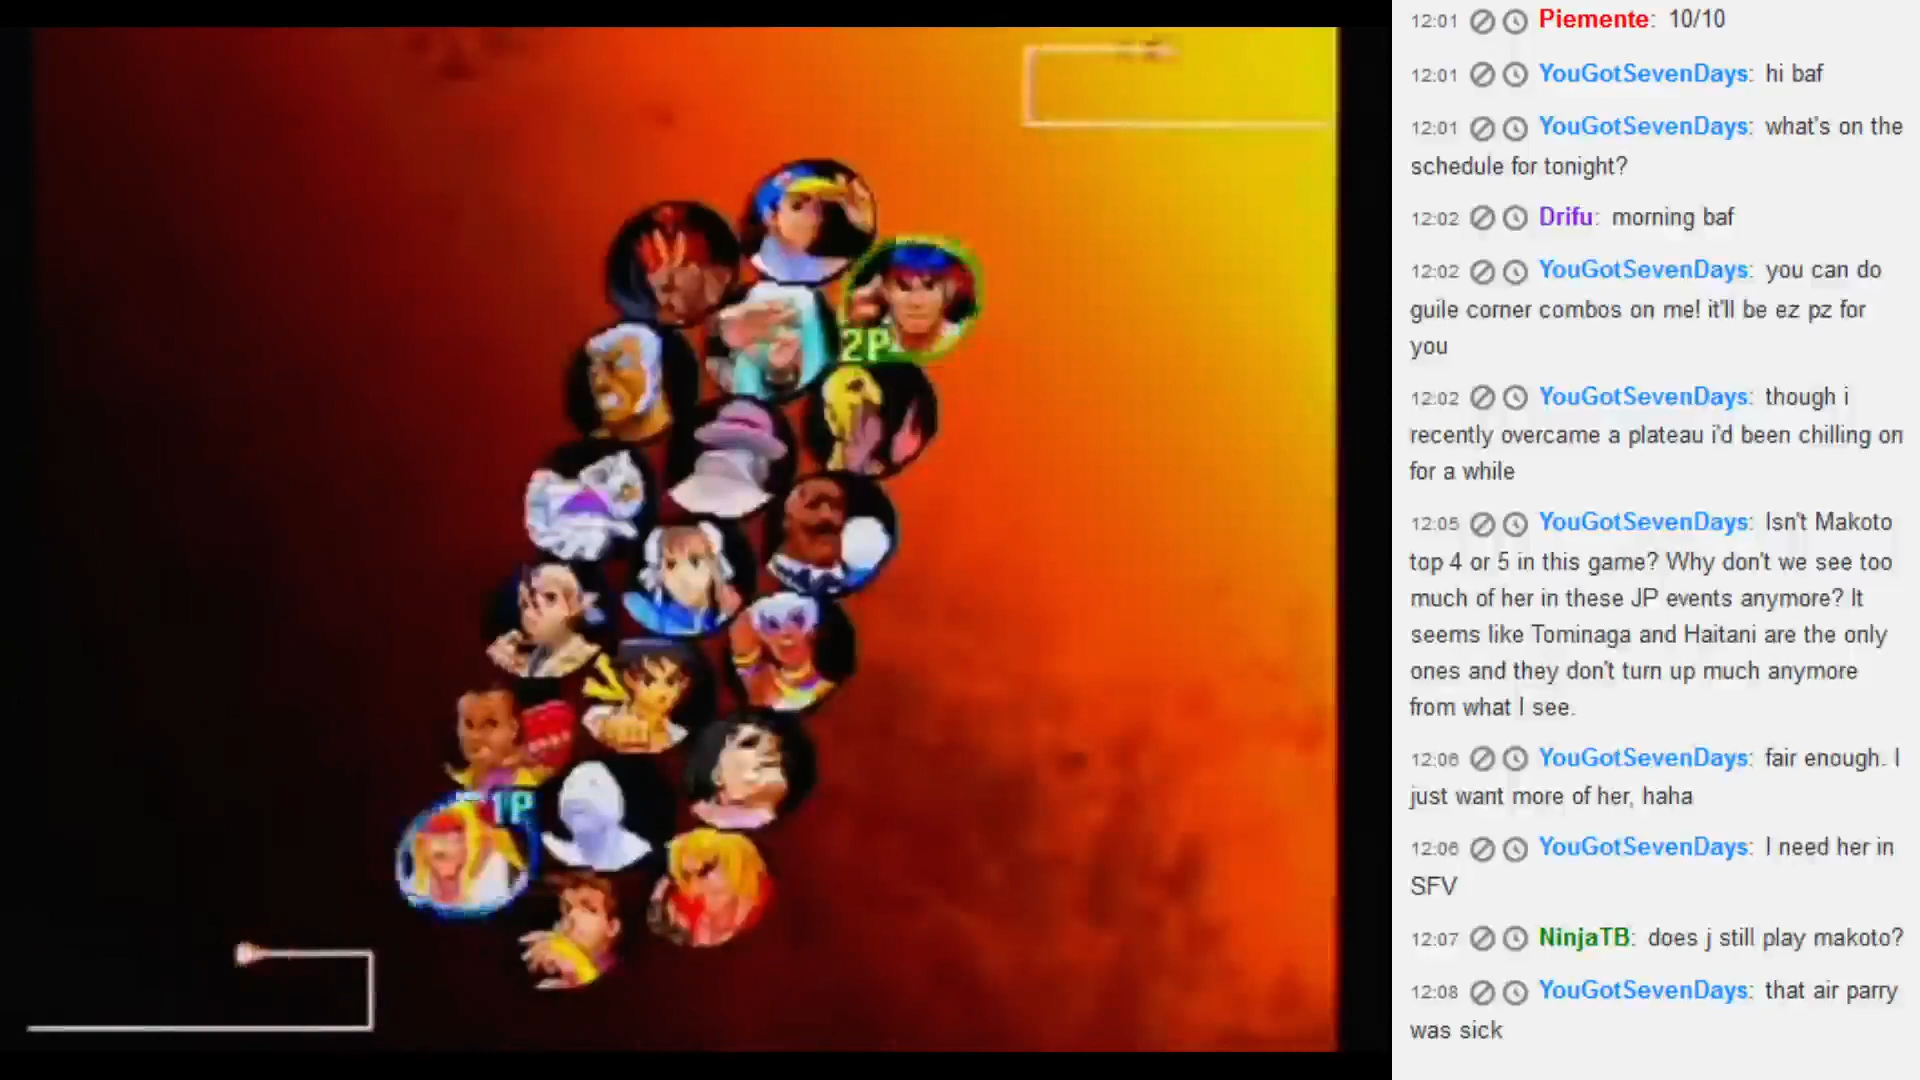 2P
1P
12:01 Piemente: 10/10
12:01 YouGotSevenDays: hi baf
12:01 YouGotSevenDays: what's on the
schedule for tonight?
12:02 Drifu: morning baf
12:02 YouGotSevenDays: you can do
guile corner combos on me! it'll be ez pz for
you
12:02 YouGotSevenDays: though i
recently overcame a plateau i'd been chilling on
for a while
12:05 YouGotSevenDays: Isn't Makoto
top 4 or 5 in this game? Why don't we see too
much of her in these JP events anymore? It
seems like Tominaga and Haitani are the only
ones and they don't turn up much anymore
from what I see.
12:06 YouGotSevenDays: fair enough. I
just want more of her, haha
12:06 YouGotSevenDays: I need her in
SFV
12:07 NinjaTB: does j still play makoto?
12:08 YouGotSevenDays: that air parry
was sick